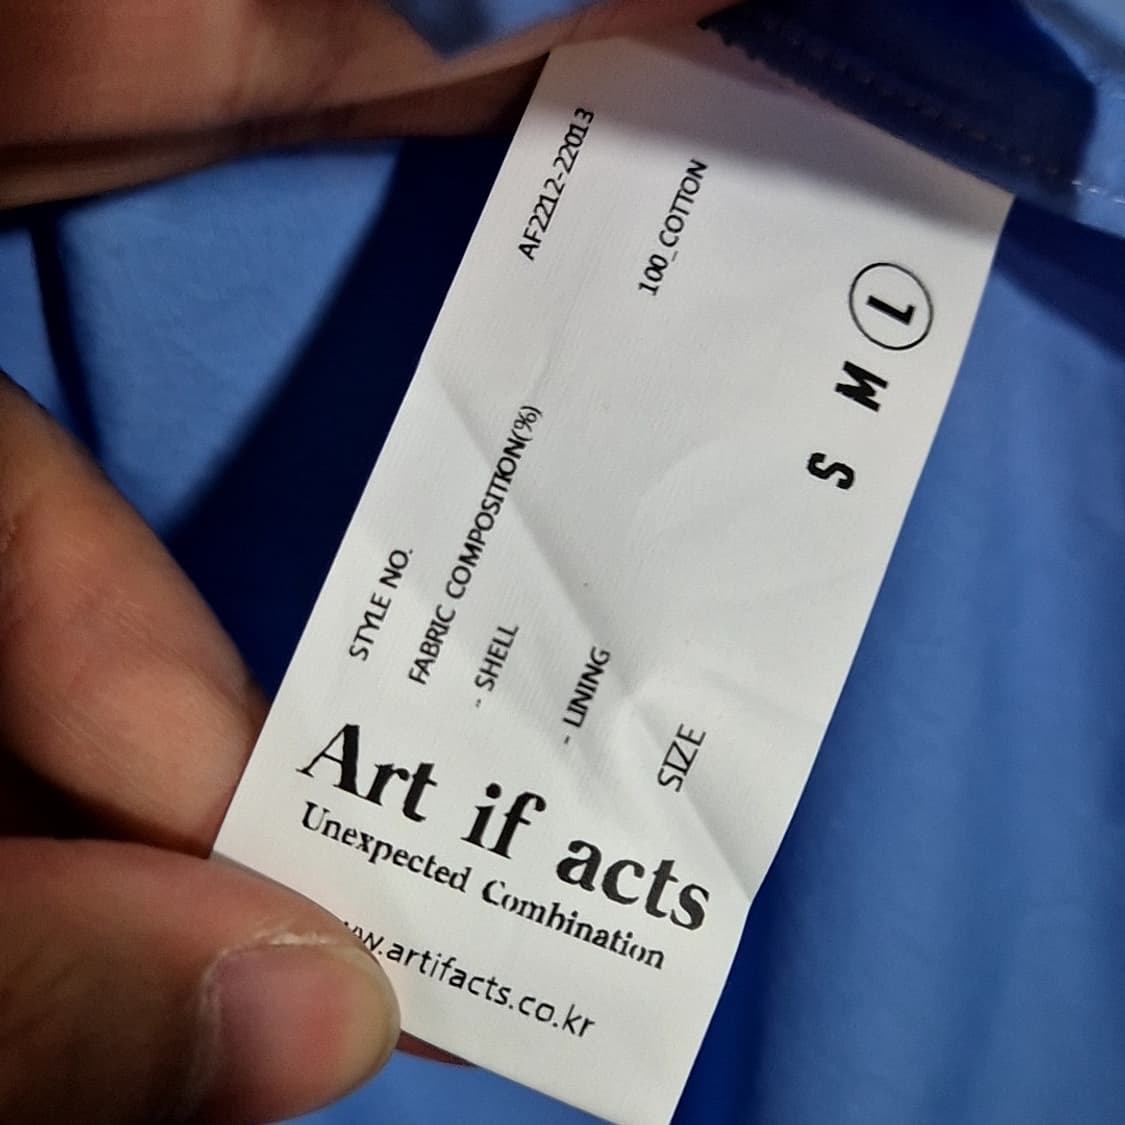 STYLE NO. AF2212-22013
FABRIC COMPOSITION(%)
- SHELL 100_COTTON
- LINING
SIZE S M L
Art if acts
Unexpected Combination
.artifacts.co.kr